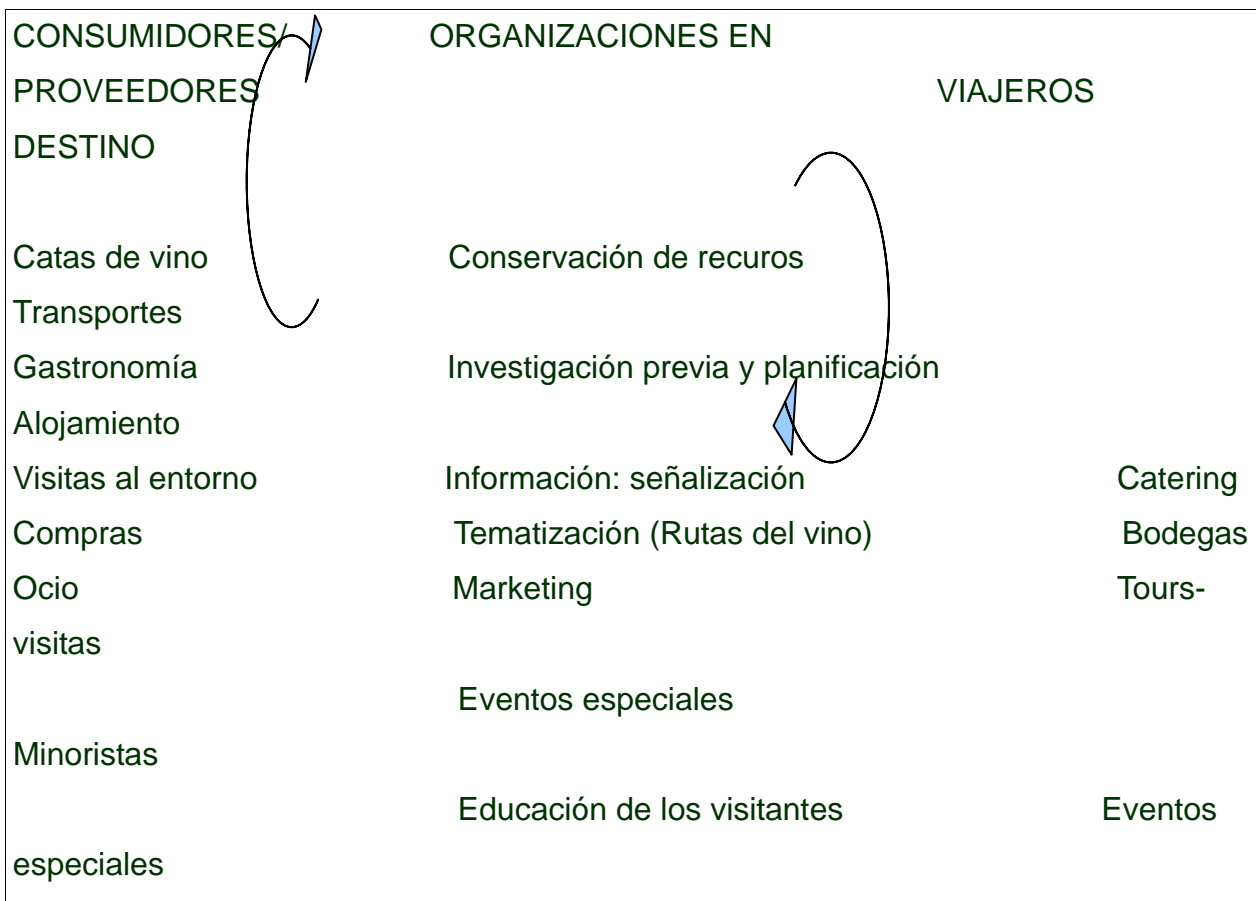 CONSUMIDORES/ ORGANIZACIONES EN
PROVEEDORES VIAJEROS
DESTINO
Catas de vino Conservación de recuros
Transportes
Gastronomía Investigación previa y planificación
Alojamiento
Visitas al entorno Información: señalización Catering
Compras Tematización (Rutas del vino) Bodegas
Ocio Marketing Tours-
visitas
Eventos especiales
Minoristas
Educación de los visitantes Eventos
especiales